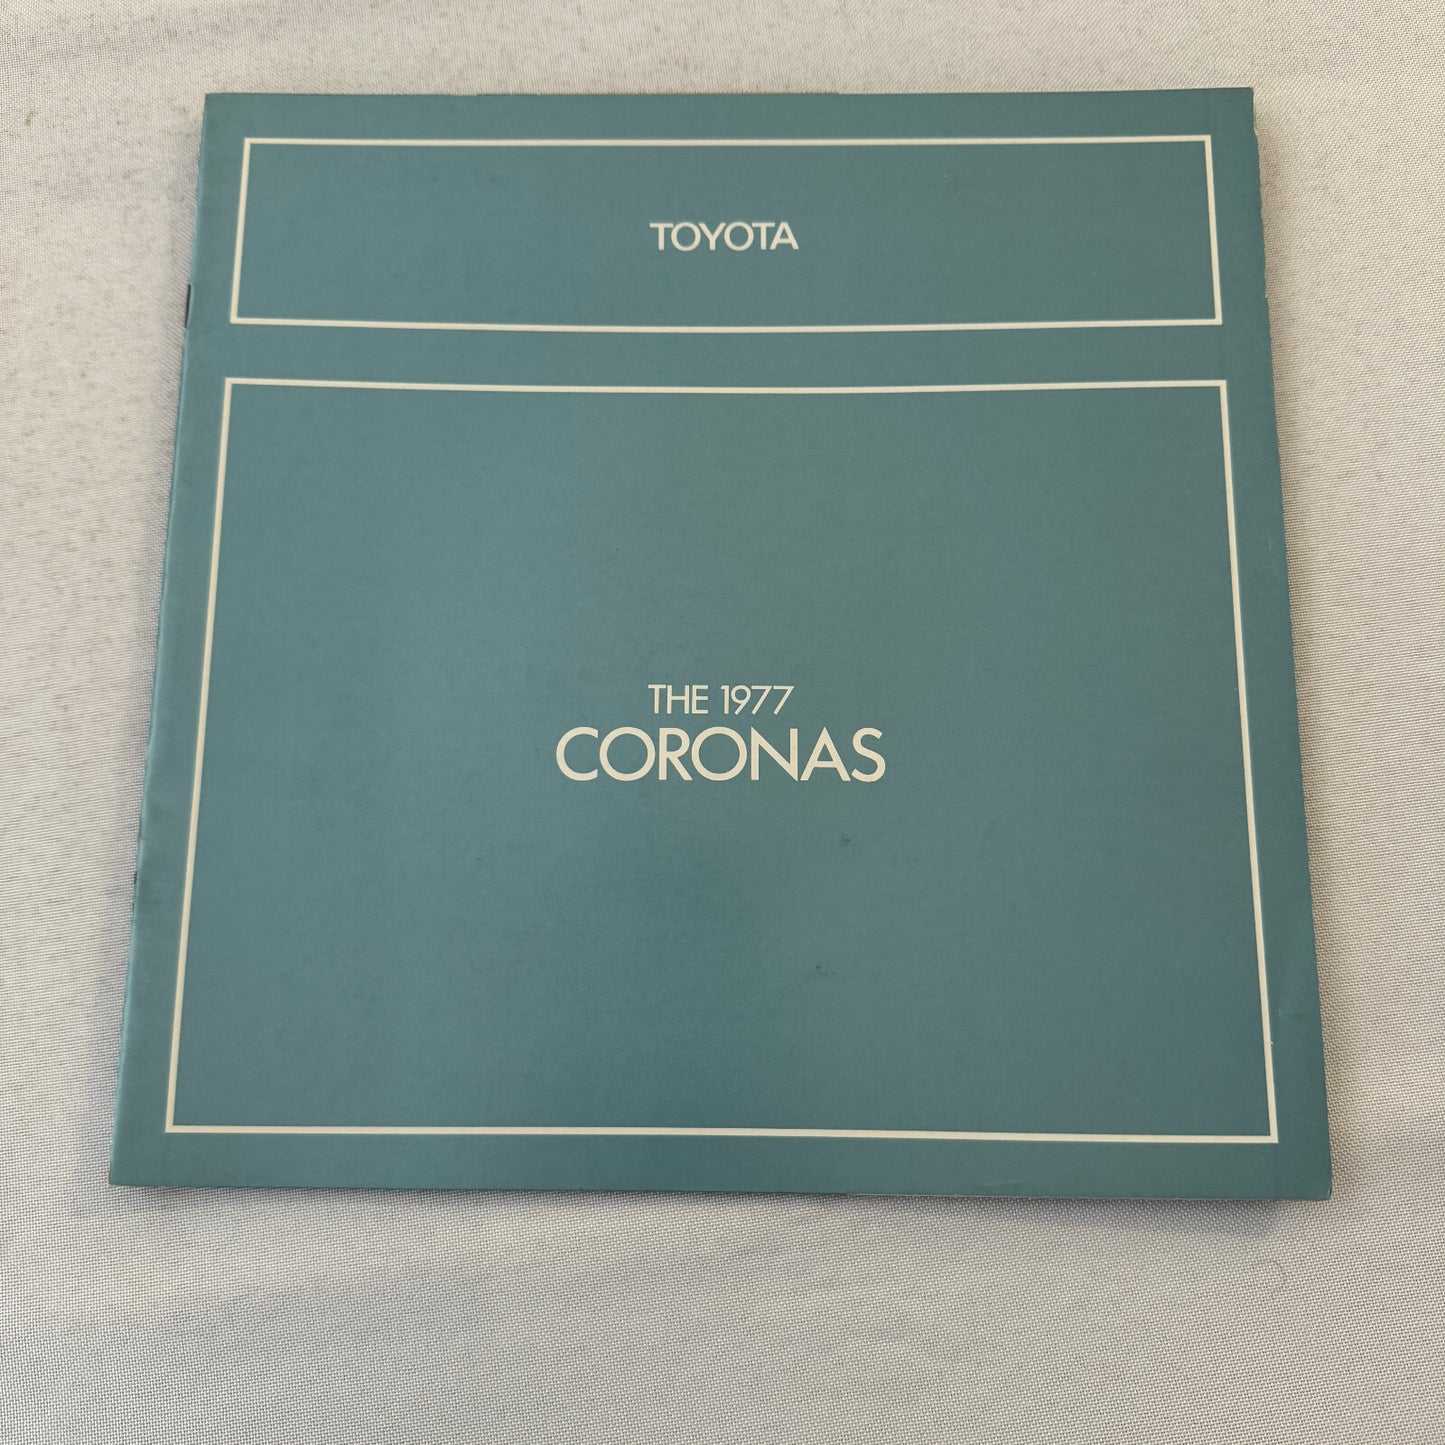 TOYOTA
THE 1977
CORONAS